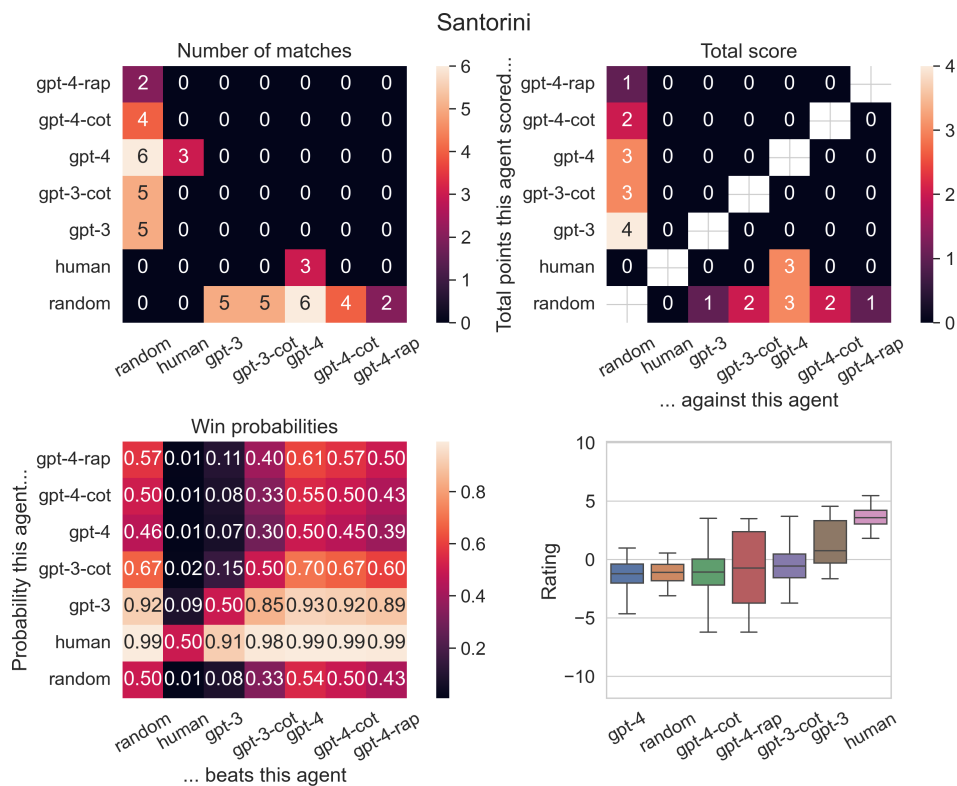 Santorini
Number of matches
gpt-4-rap 2 0 0 0 0 0 0
gpt-4-cot 4 0 0 0 0 0 0
gpt-4 6 3 0 0 0 0 0
gpt-3-cot 5 0 0 0 0 0 0
gpt-3 5 0 0 0 0 0 0
human 0 0 0 0 3 0 0
random 0 0 5 5 6 4 2
random human gpt-3 gpt-3-cot gpt-4 gpt-4-cot gpt-4-rap
6
5
4
3
2
1
0
Total score
Total points this agent scored...
gpt-4-rap 1 0 0 0 0 0
gpt-4-cot 2 0 0 0 0 0
gpt-4 3 0 0 0 0 0
gpt-3-cot 3 0 0 0 0 0
gpt-3 4 0 0 0 0 0
human 0 0 0 3 0 0
random 0 1 2 3 2 1
random human gpt-3 gpt-3-cot gpt-4 gpt-4-cot gpt-4-rap
... against this agent
4
3
2
1
0
Win probabilities
Probability this agent...
gpt-4-rap 0.57 0.01 0.11 0.40 0.61 0.57 0.50
gpt-4-cot 0.50 0.01 0.08 0.33 0.55 0.50 0.43
gpt-4 0.46 0.01 0.07 0.30 0.50 0.45 0.39
gpt-3-cot 0.67 0.02 0.15 0.50 0.70 0.67 0.60
gpt-3 0.92 0.09 0.50 0.85 0.93 0.92 0.89
human 0.99 0.50 0.91 0.98 0.99 0.99 0.99
random 0.50 0.01 0.08 0.33 0.54 0.50 0.43
random human gpt-3 gpt-3-cot gpt-4 gpt-4-cot gpt-4-rap
... beats this agent
0.8
0.6
0.4
0.2
Rating
10
5
0
−5
−10
gpt-4 random gpt-4-cot gpt-4-rap gpt-3-cot gpt-3 human